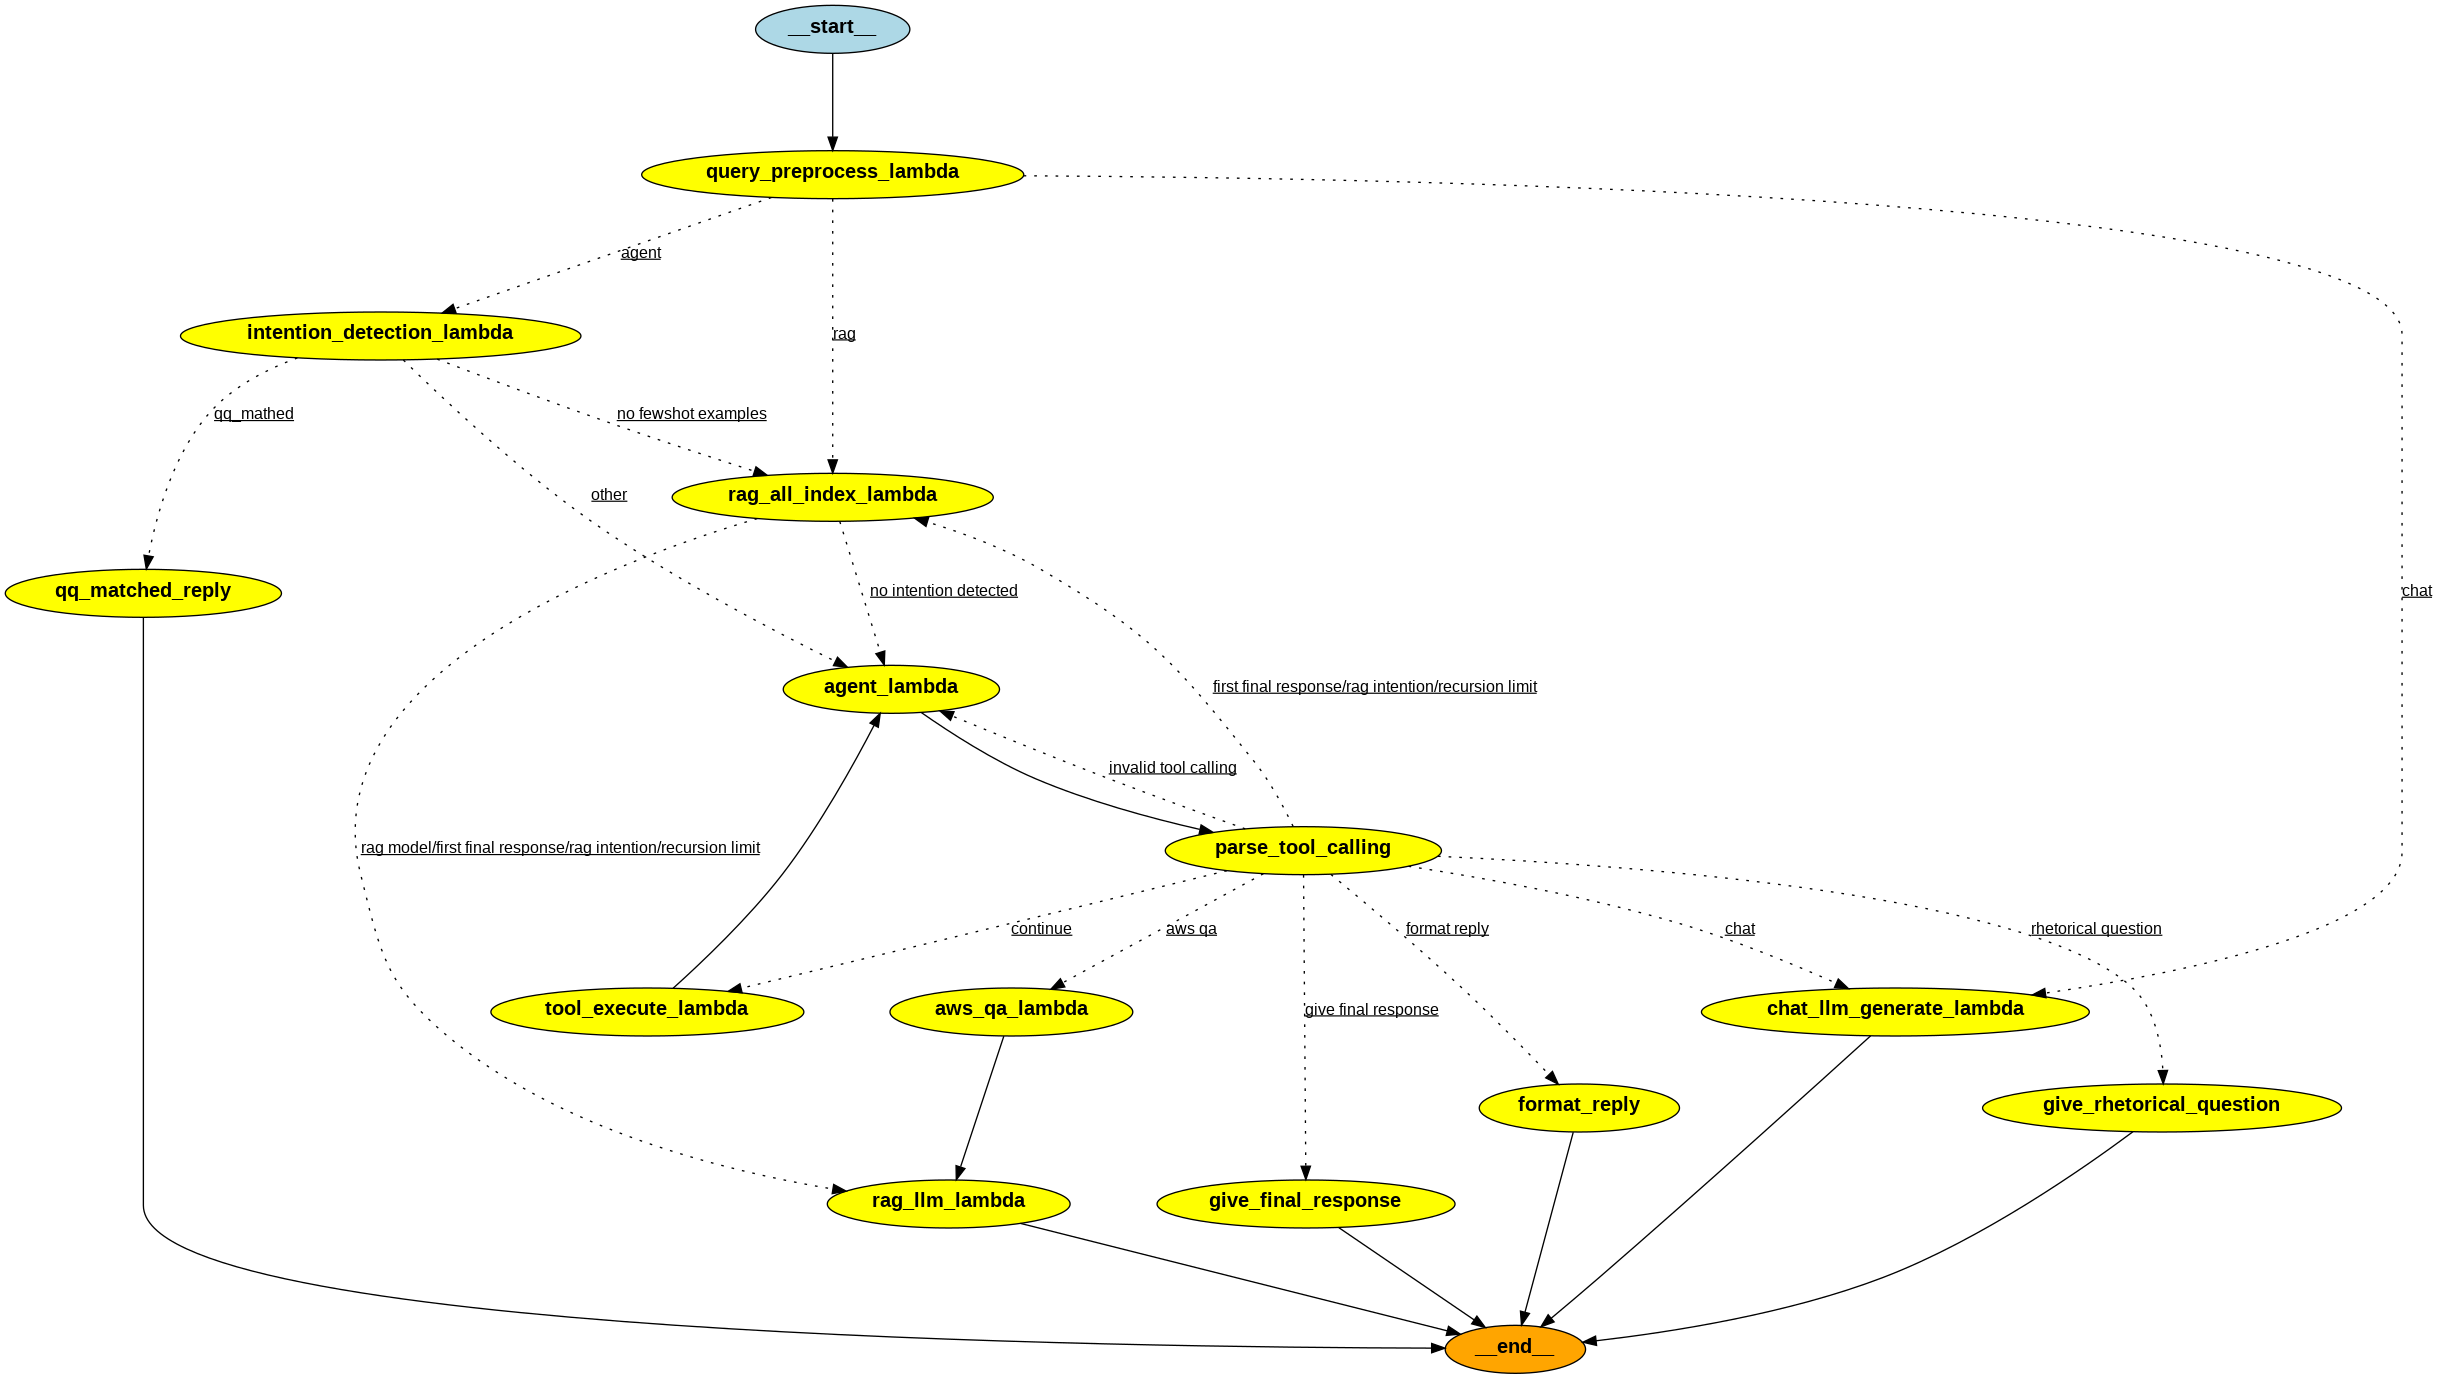 __start__
query_preprocess_lambda
agent
intention_detection_lambda
rag
qq_mathed
no fewshot examples
other
rag_all_index_lambda
qq_matched_reply
no intention detected
chat
agent_lambda
first final response/rag intention/recursion limit
invalid tool calling
rag model/first final response/rag intention/recursion limit
parse_tool_calling
continue
aws qa
format reply
chat
rhetorical question
tool_execute_lambda
aws_qa_lambda
give final response
chat_llm_generate_lambda
format_reply
give_rhetorical_question
rag_llm_lambda
give_final_response
__end__